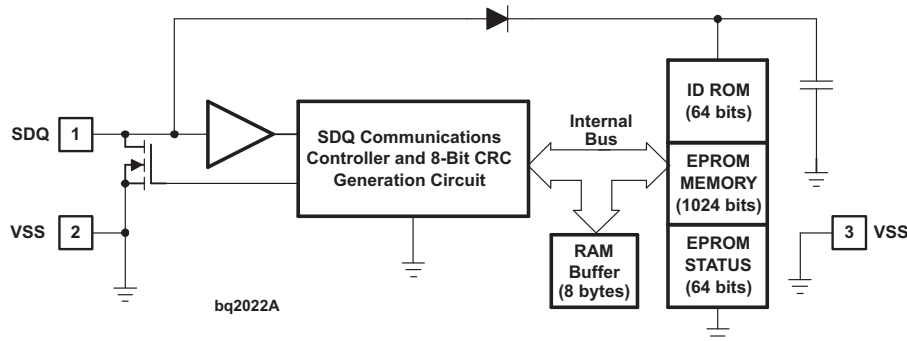 ID ROM
(64 bits)
SDQ
1
SDQ Communications
Controller and 8-Bit CRC
Generation Circuit
Internal
Bus
EPROM
MEMORY
(1024 bits)
VSS
2
RAM
Buffer
(8 bytes)
EPROM
STATUS
(64 bits)
3
VSS
bq2022A